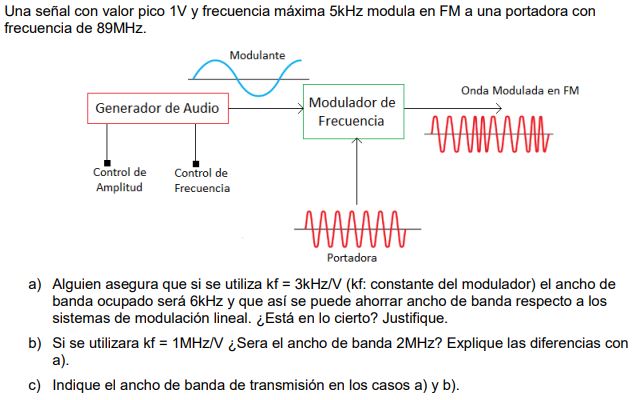 Una señal con valor pico 1V y frecuencia máxima 5kHz modula en FM a una portadora con
frecuencia de 89MHz.
Modulante
Onda Modulada en FM
Generador de Audio
Modulador de
Frecuencia
Control de
Amplitud
Control de
Frecuencia
Portadora
a) Alguien asegura que si se utiliza kf = 3kHz/V (kf: constante del modulador) el ancho de
banda ocupado será 6kHz y que así se puede ahorrar ancho de banda respecto a los
sistemas de modulación lineal. ¿Está en lo cierto? Justifique.
b) Si se utilizara kf = 1MHz/V ¿Sera el ancho de banda 2MHz? Explique las diferencias con
a).
c) Indique el ancho de banda de transmisión en los casos a) y b).